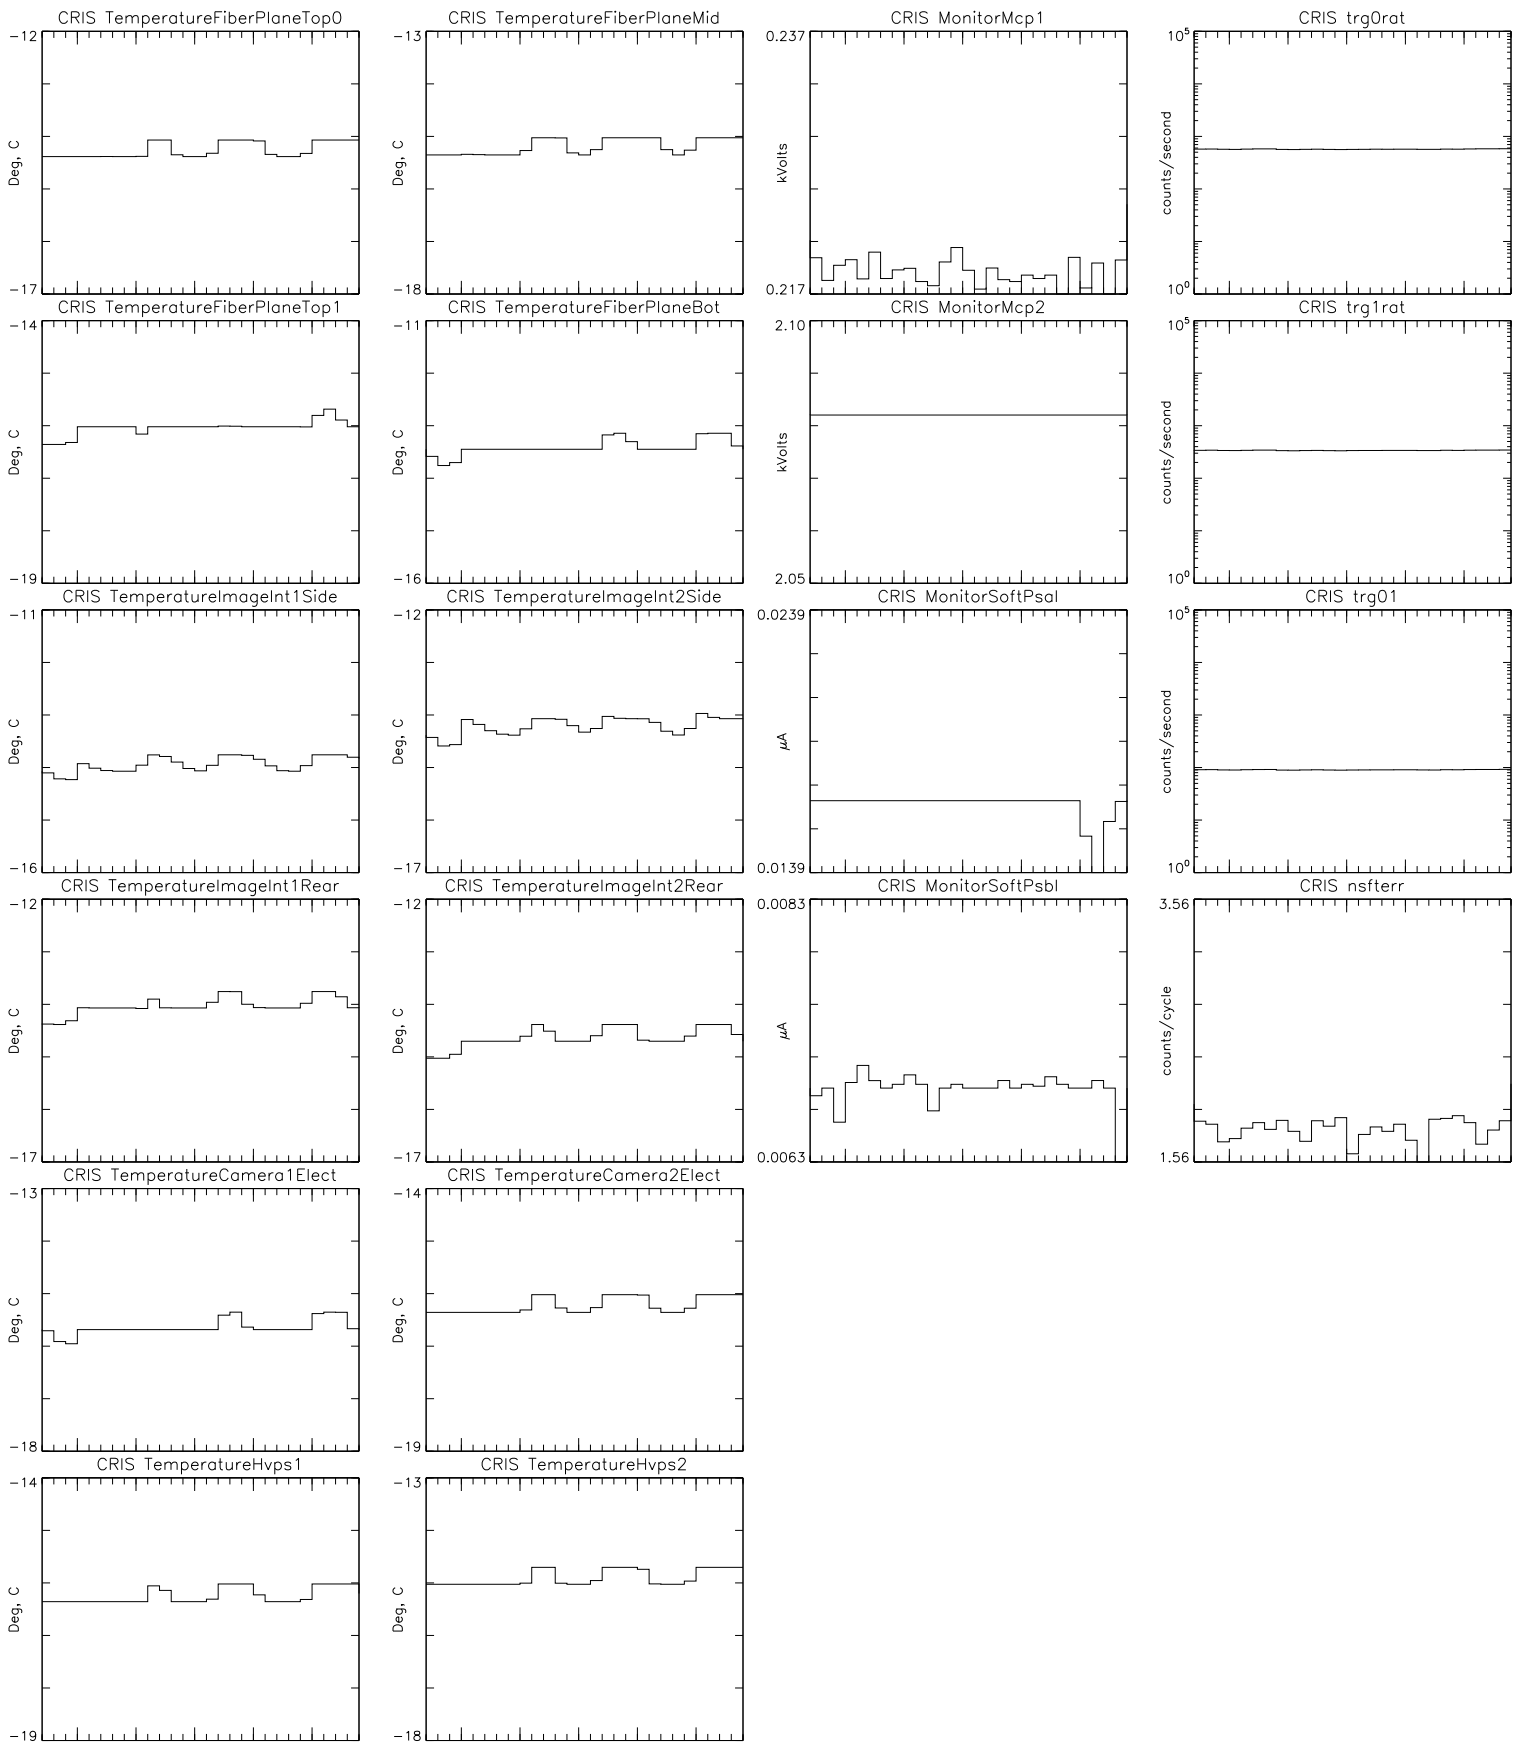 CRIS TemperatureFiberPlaneTop0
-12
Deg, C
-17
CRIS TemperatureFiberPlaneMid
-13
Deg, C
-18
CRIS MonitorMcp1
0.237
kVolts
0.217
CRIS trg0rat
10^5
counts/second
10^0
CRIS TemperatureFiberPlaneTop1
-14
Deg, C
-19
CRIS TemperatureFiberPlaneBot
-11
Deg, C
-16
CRIS MonitorMcp2
2.10
kVolts
2.05
CRIS trg1rat
10^5
counts/second
10^0
CRIS TemperatureImageInt1Side
-11
Deg, C
-16
CRIS TemperatureImageInt2Side
-12
Deg, C
-17
CRIS MonitorSoftPsaI
0.0239
μA
0.0139
CRIS trg01
10^5
counts/second
10^0
CRIS TemperatureImageInt1Rear
-12
Deg, C
-17
CRIS TemperatureImageInt2Rear
-12
Deg, C
-17
CRIS MonitorSoftPsbI
0.0083
μA
0.0063
CRIS nsfterr
3.56
counts/cycle
1.56
CRIS TemperatureCamera1Elect
-13
Deg, C
-18
CRIS TemperatureCamera2Elect
-14
Deg, C
-19
CRIS TemperatureHvps1
-14
Deg, C
-19
CRIS TemperatureHvps2
-13
Deg, C
-18